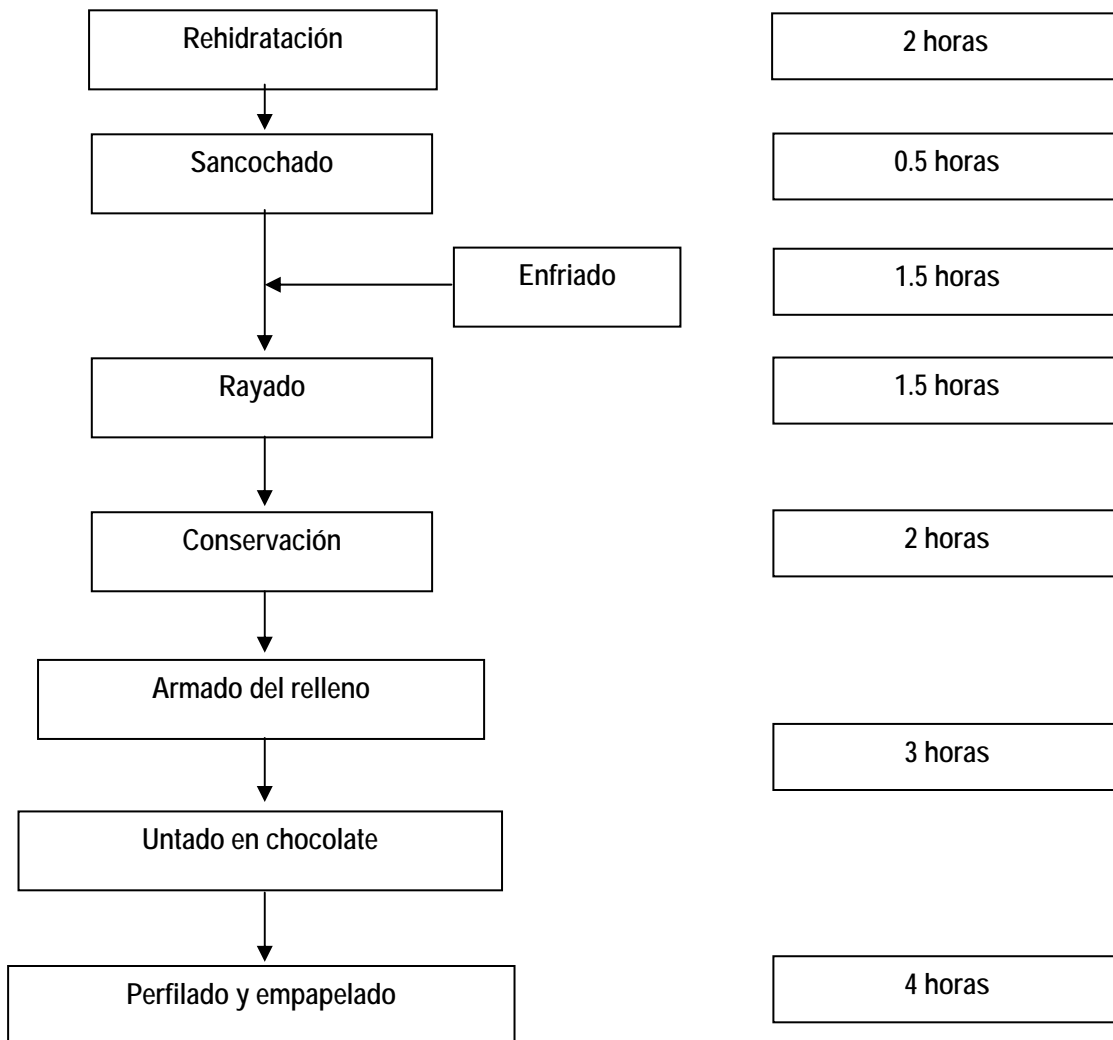 Rehidratación
2 horas
Sancochado
0.5 horas
Enfriado
1.5 horas
Rayado
1.5 horas
Conservación
2 horas
Armado del relleno
3 horas
Untado en chocolate
Perfilado y empapelado
4 horas